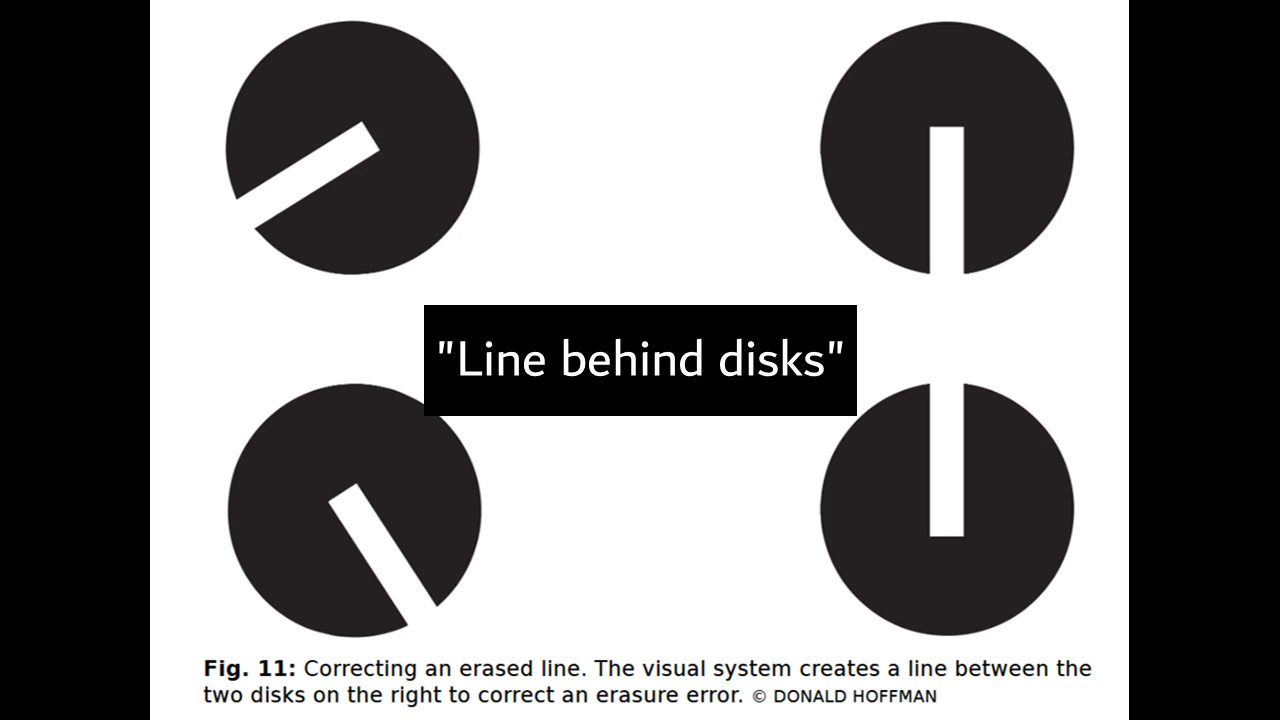 "Line behind disks"
Fig. 11: Correcting an erased line. The visual system creates a line between the
two disks on the right to correct an erasure error. © DONALD HOFFMAN